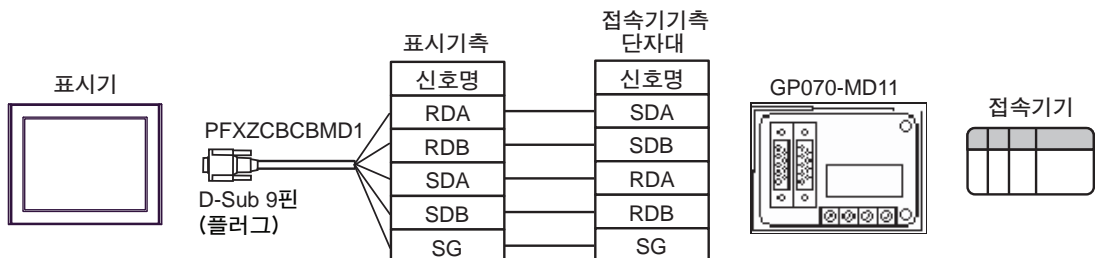 표시기
PFXZCBCBMD1
D-Sub 9핀
(플러그)
표시기측
신호명
RDA
RDB
SDA
SDB
SG
접속기기측
단자대
신호명
SDA
SDB
RDA
RDB
SG
GP070-MD11
접속기기